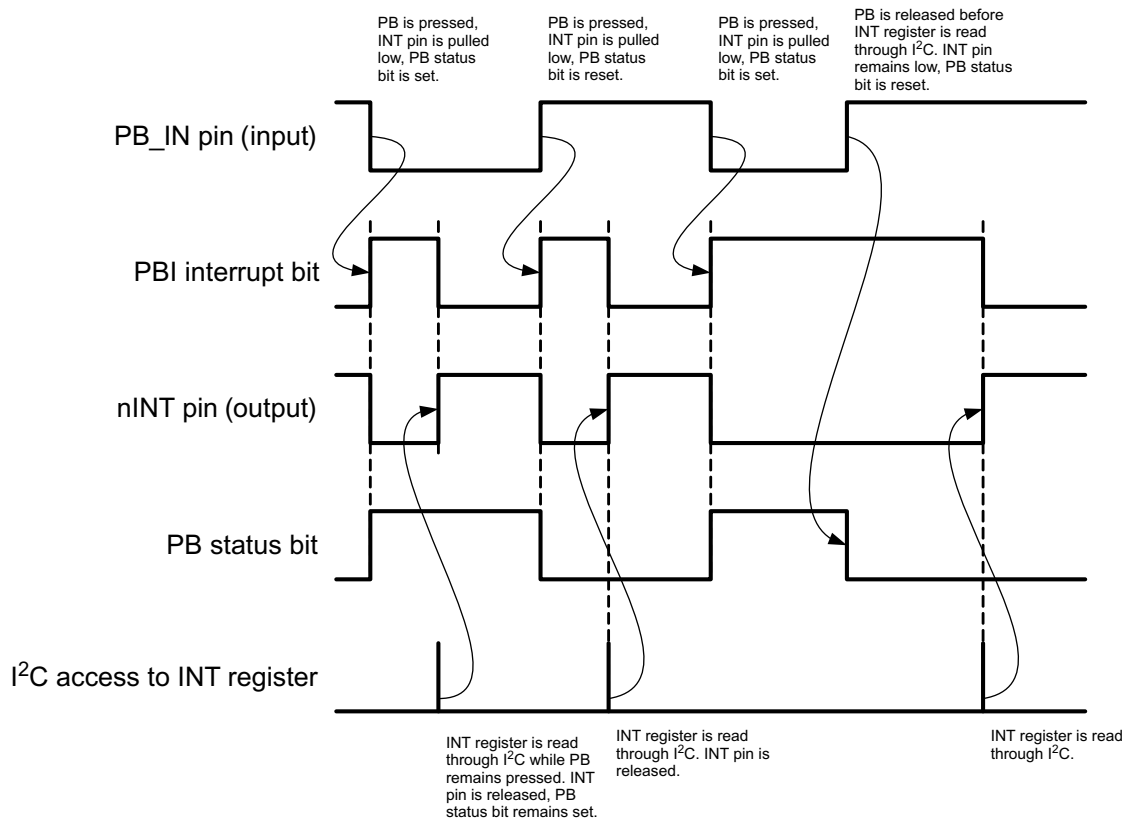 PB is pressed,
INT pin is pulled
low, PB status
bit is set.
PB is pressed,
INT pin is pulled
low, PB status
bit is reset.
PB is pressed,
INT pin is pulled
low, PB status
bit is set.
PB is released before
INT register is read
through I²C. INT pin
remains low, PB status
bit is reset.
PB_IN pin (input)
PBI interrupt bit
nINT pin (output)
PB status bit
I²C access to INT register
INT register is read
through I²C while PB
remains pressed. INT
pin is released, PB
status bit remains set.
INT register is read
through I²C. INT pin is
released.
INT register is read
through I²C.